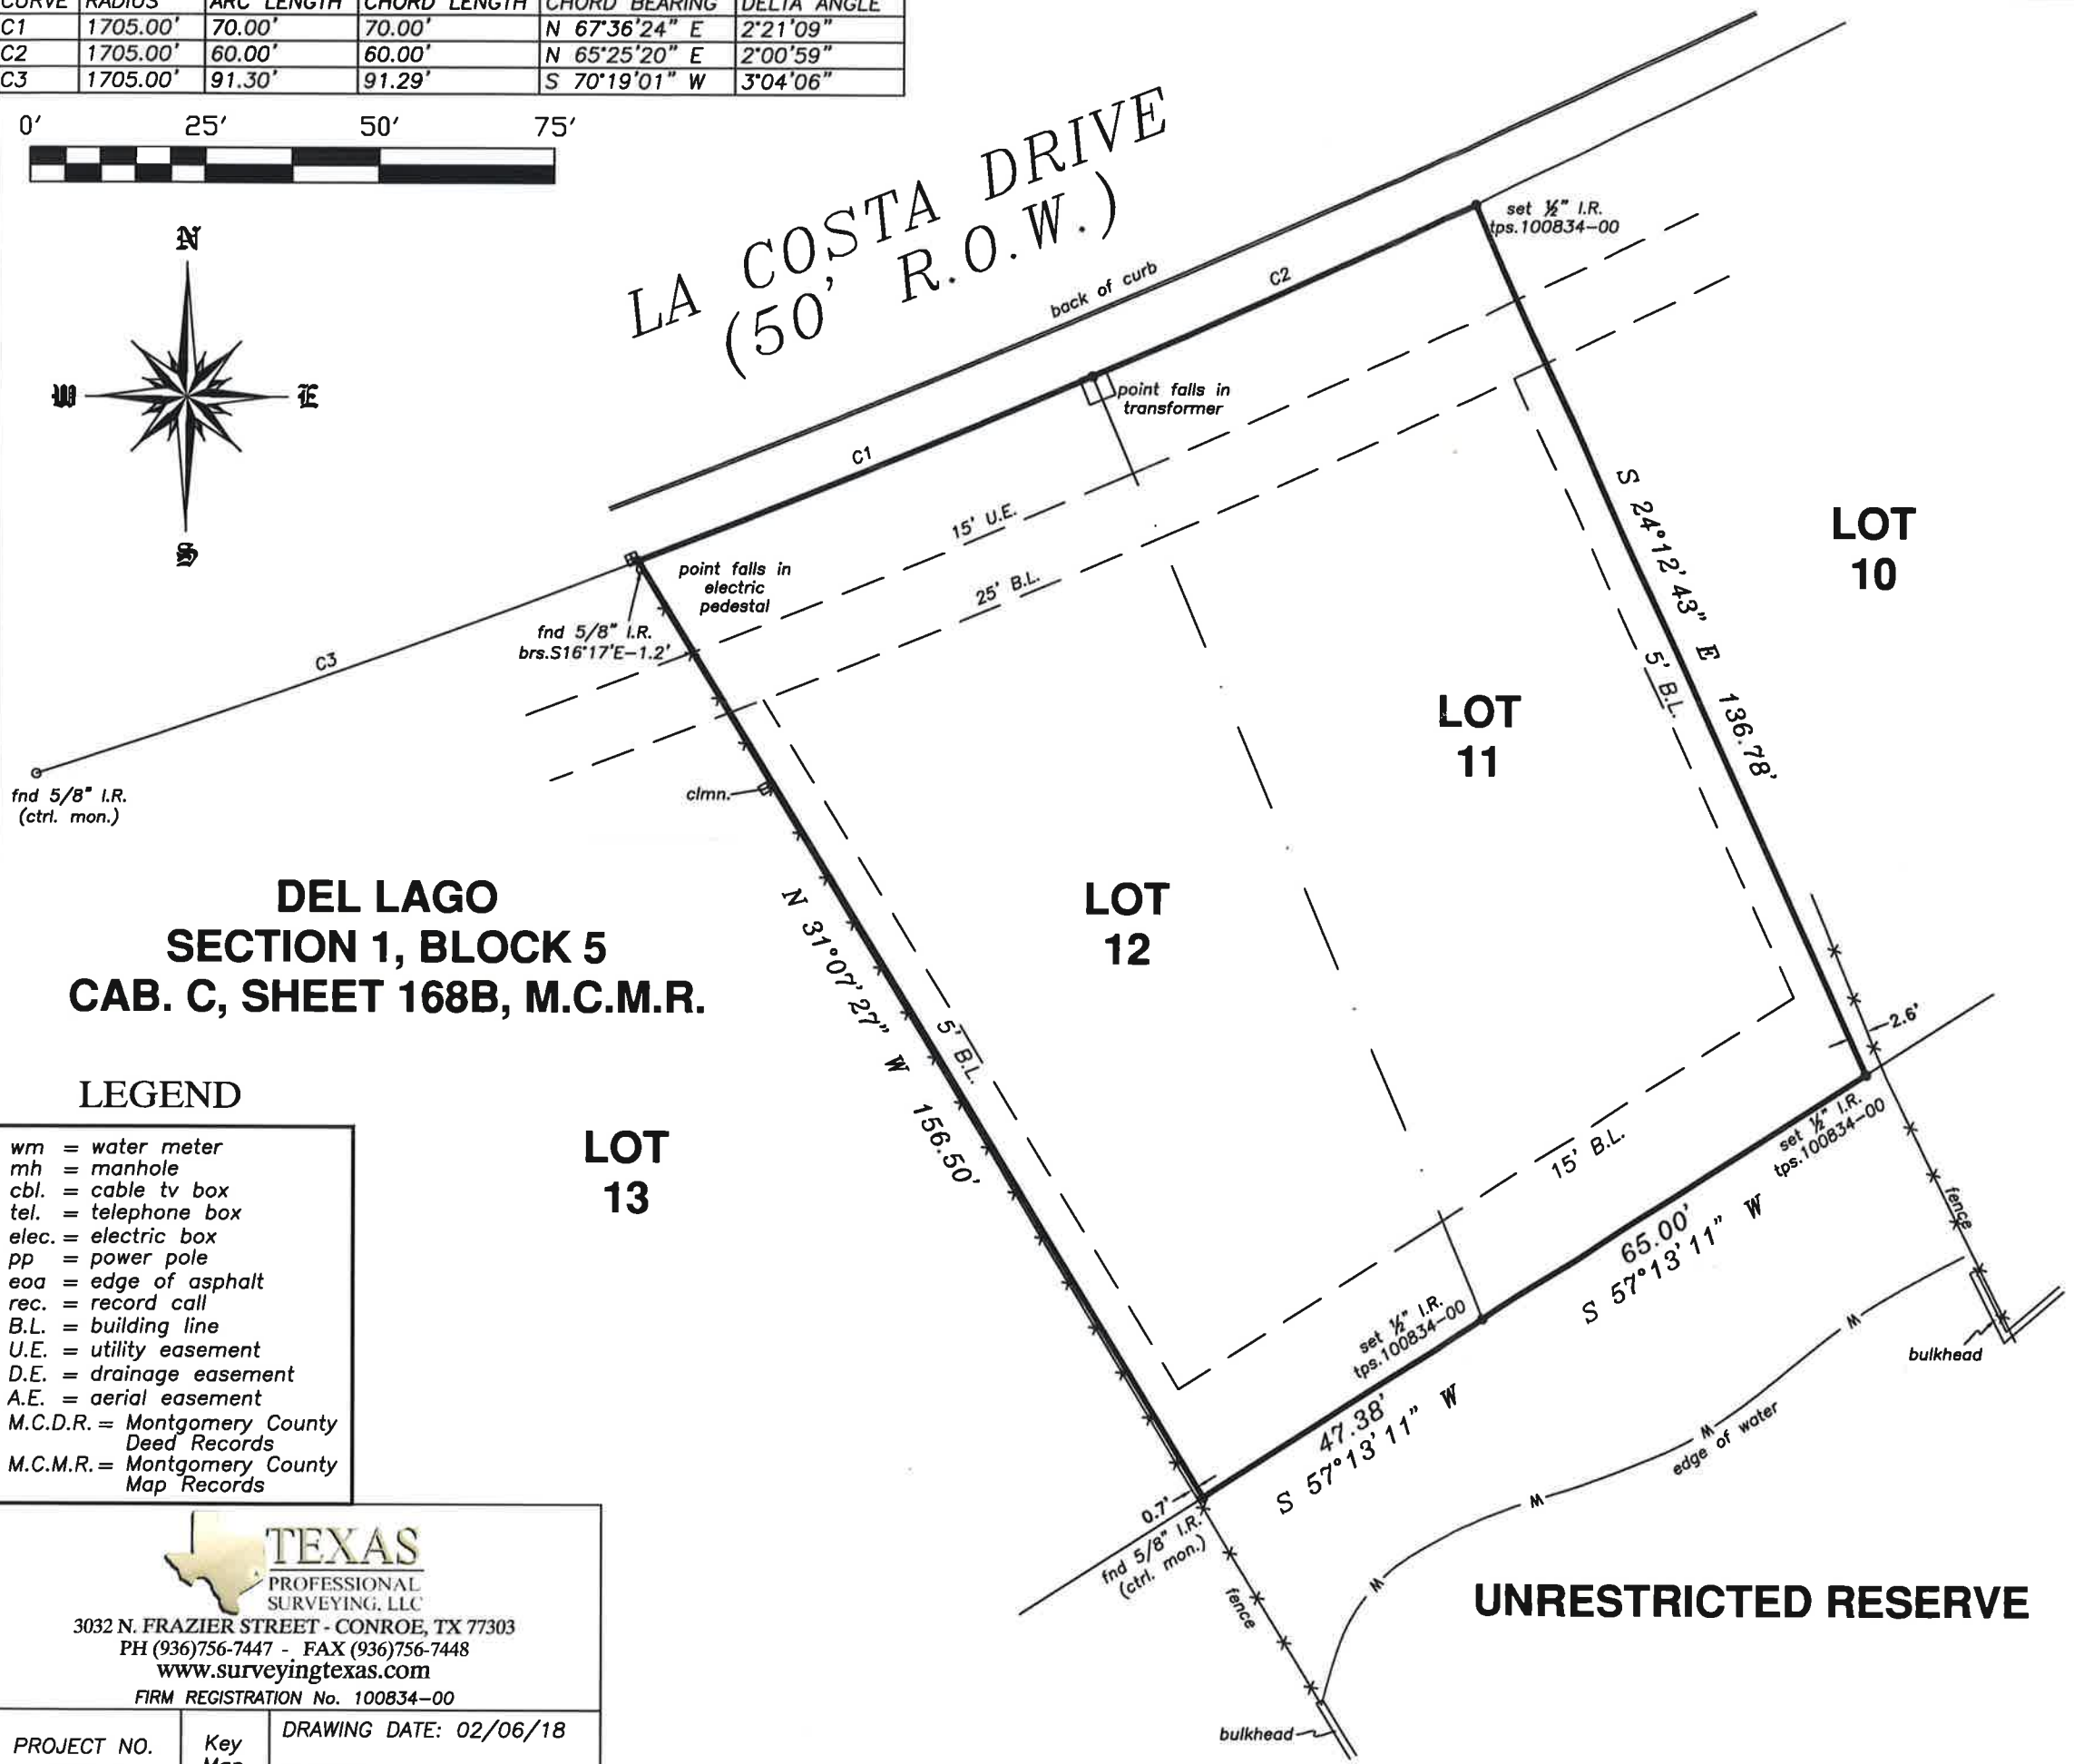 CURVE RADIUS ARC LENGTH CHORD LENGTH CHORD BEARING DELTA ANGLE
C1 1705.00' 70.00' 70.00' N 67°36'24" E 2°21'09"
C2 1705.00' 60.00' 60.00' N 65°25'20" E 2°00'59"
C3 1705.00' 91.30' 91.29' S 70°19'01" W 3°04'06"
0' 25' 50' 75'
N
W E
S
LA COSTA DRIVE
(50' R.O.W.)
back of curb
C2
set ½" I.R.
tps.100834-00
point falls in
transformer
C1
15' U.E.
25' B.L.
point falls in
electric
pedestal
fnd 5/8" I.R.
brs.S16°17'E-1.2'
C3
fnd 5/8" I.R.
(ctrl. mon.)
clmn.
S 24°12'43" E 136.78'
5' B.L.
LOT
10
LOT
11
LOT
12
DEL LAGO
SECTION 1, BLOCK 5
CAB. C, SHEET 168B, M.C.M.R.
N 31°07'27" W 156.50'
5' B.L.
2.6'
LOT
13
15' B.L.
set ½" I.R.
tps.100834-00
65.00'
S 57°13'11" W
set ½" I.R.
tps.100834-00
47.38'
S 57°13'11" W
fence
bulkhead
W
W
edge of water
W
W
0.7'
fnd 5/8" I.R.
(ctrl. mon.)
fence
bulkhead
UNRESTRICTED RESERVE
LEGEND
wm = water meter
mh = manhole
cbl. = cable tv box
tel. = telephone box
elec. = electric box
pp = power pole
eoa = edge of asphalt
rec. = record call
B.L. = building line
U.E. = utility easement
D.E. = drainage easement
A.E. = aerial easement
M.C.D.R. = Montgomery County
Deed Records
M.C.M.R. = Montgomery County
Map Records
TEXAS
PROFESSIONAL
SURVEYING, LLC
3032 N. FRAZIER STREET - CONROE, TX 77303
PH (936)756-7447 - FAX (936)756-7448
www.surveyingtexas.com
FIRM REGISTRATION No. 100834-00
PROJECT NO.
Key
Map
DRAWING DATE: 02/06/18